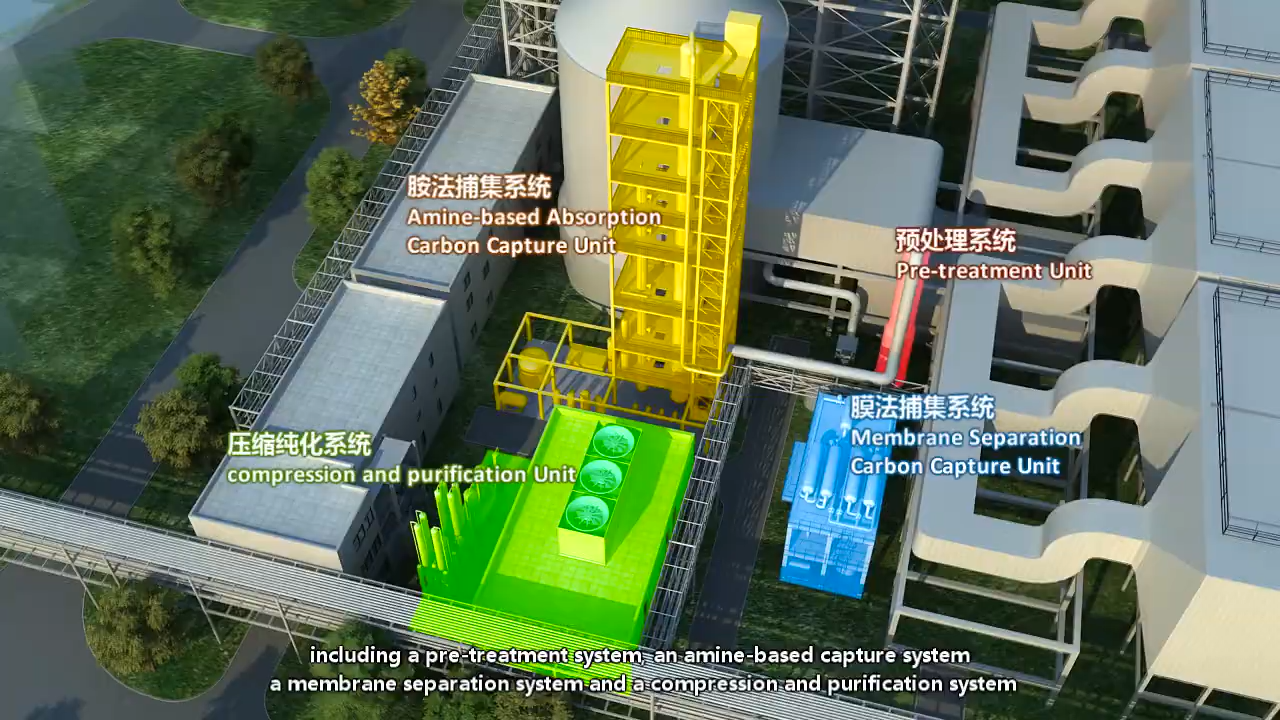 胺法捕集系统
Amine-based Absorption
Carbon Capture Unit
预处理系统
Pre-treatment Unit
膜法捕集系统
Membrane Separation
Carbon Capture Unit
压缩纯化系统
compression and purification Unit
including a pre-treatment system, an amine-based capture system
a membrane separation system and a compression and purification system